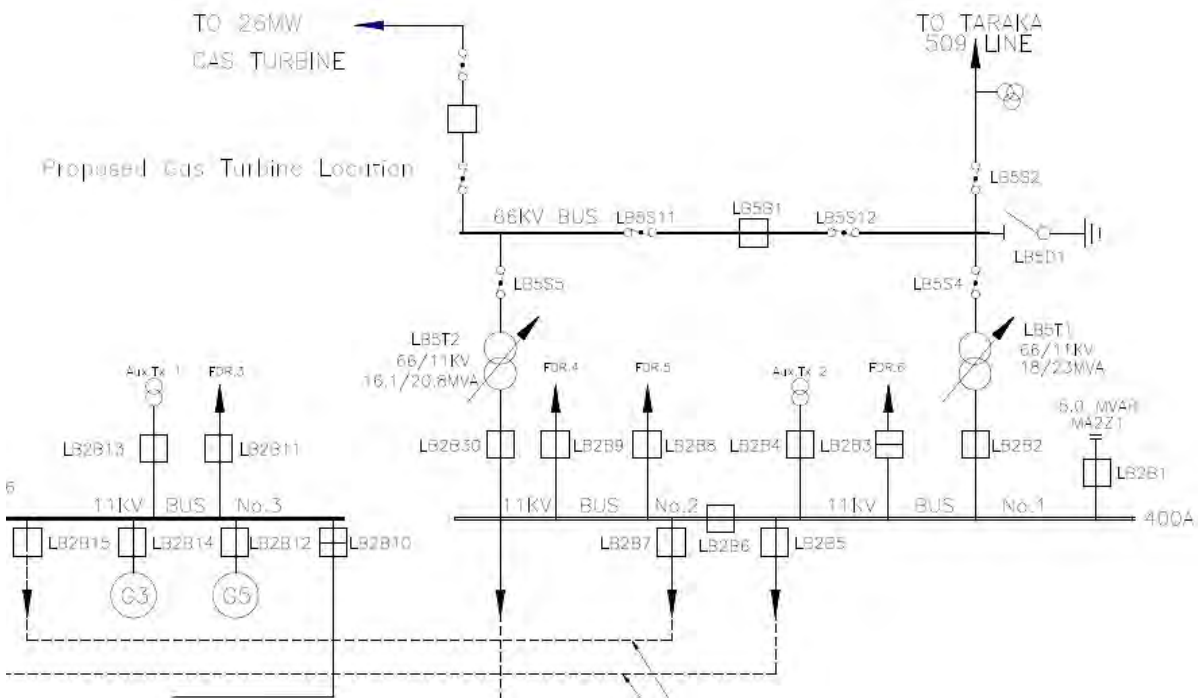 TO 26MW
GAS TURBINE
TO TARAKA
509 LINE
Proposed Gas Turbine Location
LB5S2
66KV BUS
LB5S11
LB5B1
LB5S12
LB5D1
LB5S5
LB5S4
LB5T2
66/11KV
16.1/20.8MVA
LB5T1
66/11KV
18/23MVA
Aux.Tx 1
FDR.3
FDR.4
FDR.5
Aux.Tx 2
FDR.6
5.0 MVAR
MA2Z1
LB2B13
LB2B11
LB2B30
LB2B9
LB2B8
LB2B4
LB2B3
LB2B2
LB2B1
6
11KV BUS No.3
11KV BUS No.2
11KV BUS No.1
400A
LB2B15
LB2B14
LB2B12
LB2B10
LB2B7
LB2B6
LB2B5
G3
G5